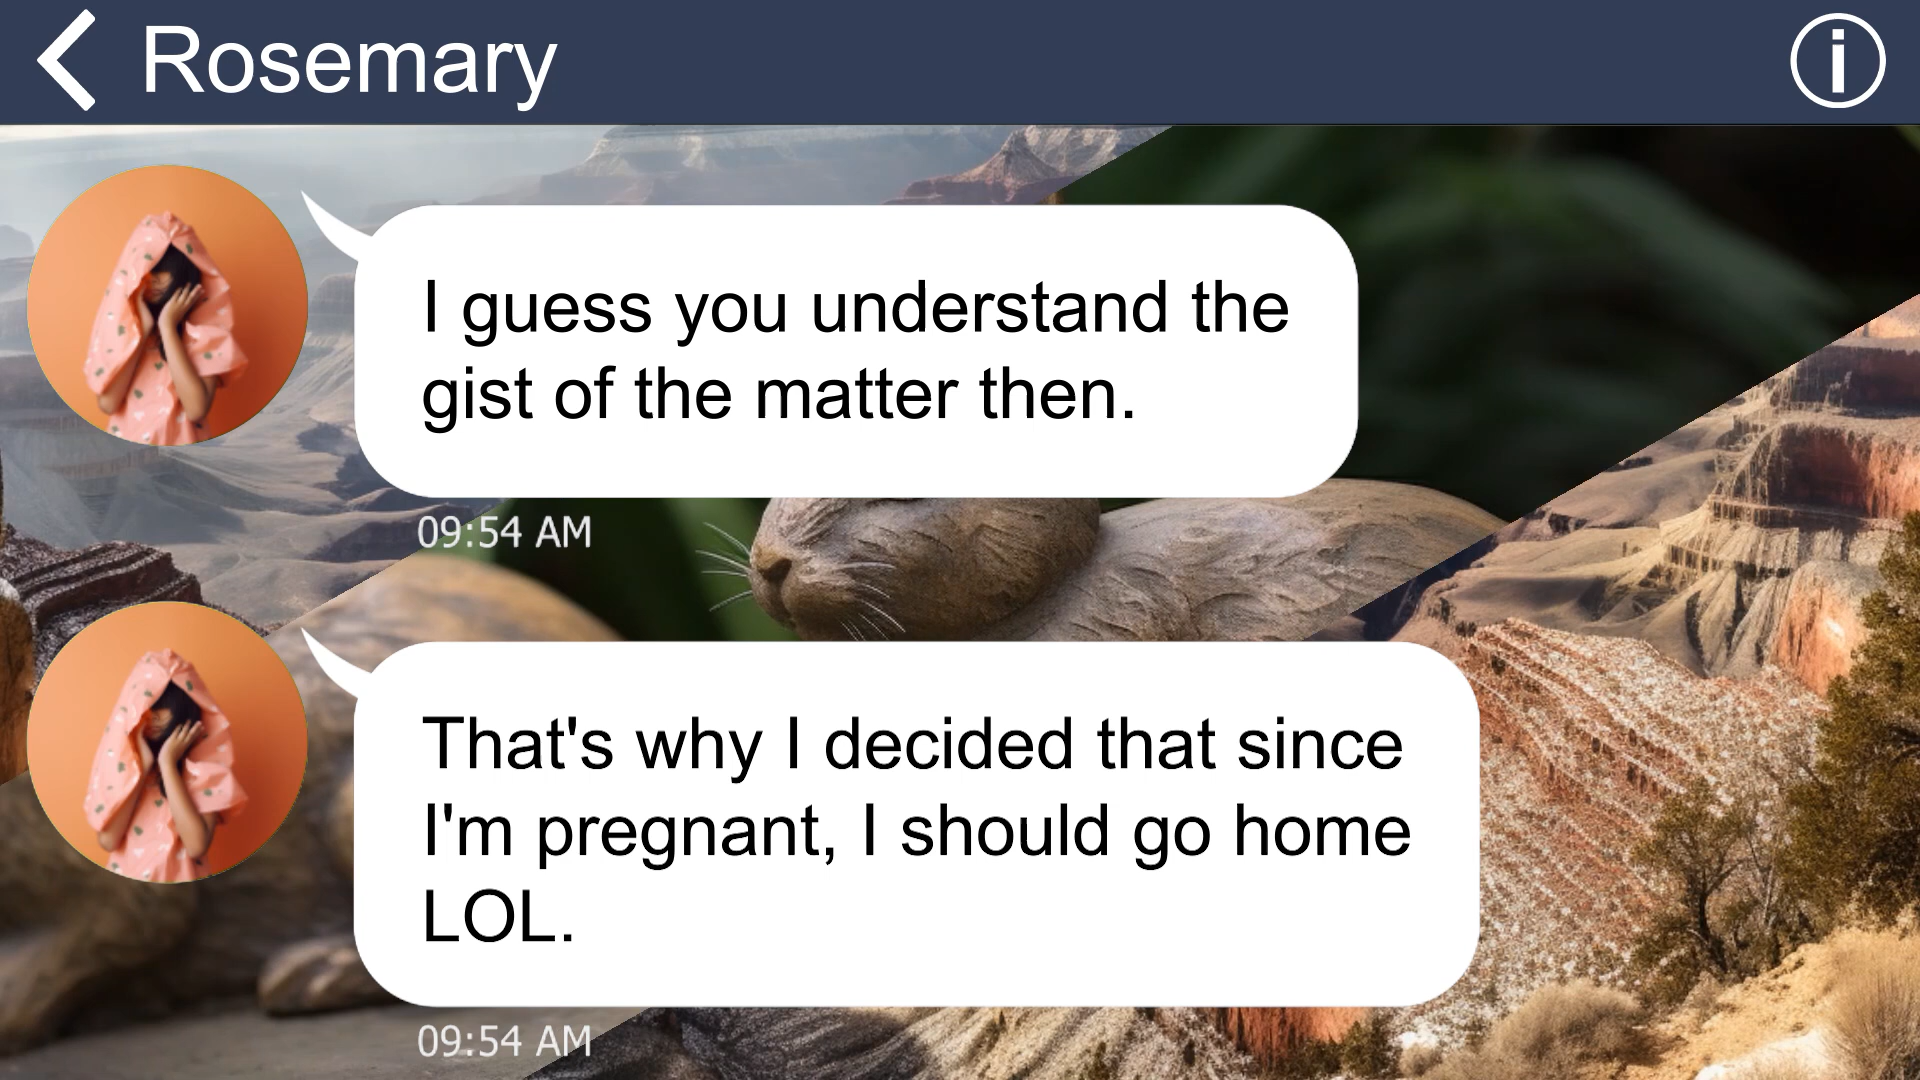 Rosemary
I guess you understand the
gist of the matter then.
09:54 AM
That's why I decided that since
I'm pregnant, I should go home
LOL.
09:54 AM